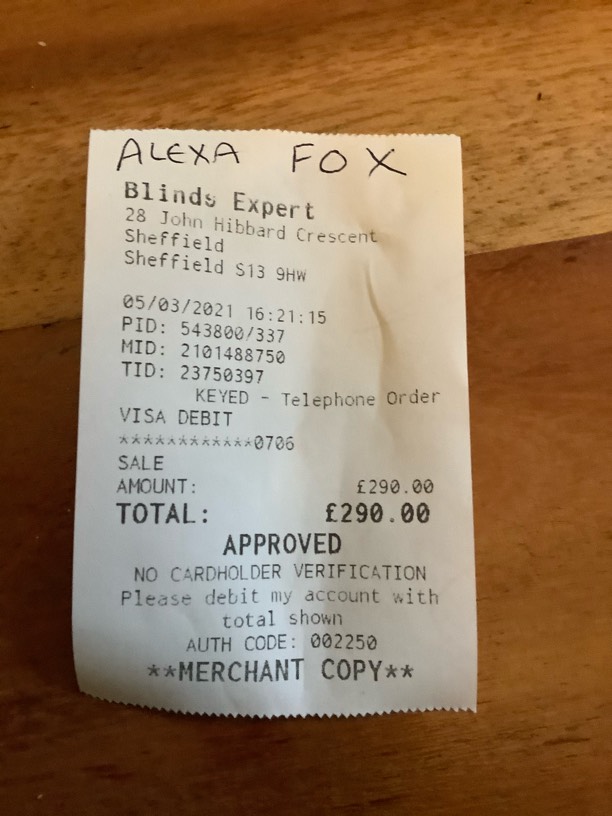 ALEXA FOX
Blinds Expert
28 John Hibbard Crescent
Sheffield
Sheffield S13 9HW
05/03/2021 16:21:15
PID: 543800/337
MID: 2101488750
TID: 23750397
KEYED - Telephone Order
VISA DEBIT
************0706
SALE
AMOUNT: £290.00
TOTAL: £290.00
APPROVED
NO CARDHOLDER VERIFICATION
Please debit my account with
total shown
AUTH CODE: 002250
**MERCHANT COPY**